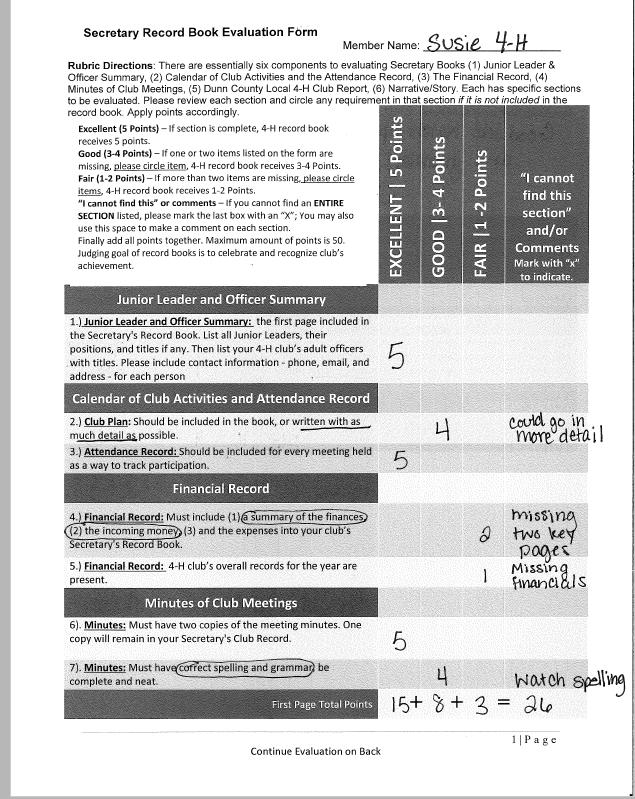 Secretary Record Book Evaluation Form
Member Name: Susie 4-H
Rubric Directions: There are essentially six components to evaluating Secretary Books (1) Junior Leader &
Officer Summary, (2) Calendar of Club Activities and the Attendance Record, (3) The Financial Record, (4)
Minutes of Club Meetings, (5) Dunn County Local 4-H Club Report, (6) Narrative/Story. Each has specific sections
to be evaluated. Please review each section and circle any requirement in that section if it is not included in the
record book. Apply points accordingly.
Excellent (5 Points) – If section is complete, 4-H record book
receives 5 points.
Good (3-4 Points) – If one or two items listed on the form are
missing, please circle item, 4-H record book receives 3-4 Points.
Fair (1-2 Points) – If more than two items are missing, please circle
items, 4-H record book receives 1-2 Points.
"I cannot find this" or comments – If you cannot find an ENTIRE
SECTION listed, please mark the last box with an "X"; You may also
use this space to make a comment on each section.
Finally add all points together. Maximum amount of points is 50.
Judging goal of record books is to celebrate and recognize club's
achievement.
EXCELLENT | 5 Points
GOOD |3- 4 Points
FAIR |1 -2 Points
"I cannot
find this
section"
and/or
Comments
Mark with "x"
to indicate.
Junior Leader and Officer Summary
1.) Junior Leader and Officer Summary: the first page included in
the Secretary's Record Book. List all Junior Leaders, their
positions, and titles if any. Then list your 4-H club's adult officers
with titles. Please include contact information - phone, email, and
address - for each person
5
Calendar of Club Activities and Attendance Record
2.) Club Plan: Should be included in the book, or written with as
much detail as possible.
4
could go in
more detail
3.) Attendance Record: Should be included for every meeting held
as a way to track participation.
5
Financial Record
4.) Financial Record: Must include (1) a summary of the finances,
(2) the incoming money, (3) and the expenses into your club's
Secretary's Record Book.
2
missing
two key
pages
5.) Financial Record: 4-H club's overall records for the year are
present.
1
Missing
financials
Minutes of Club Meetings
6). Minutes: Must have two copies of the meeting minutes. One
copy will remain in your Secretary's Club Record.
5
7). Minutes: Must have correct spelling and grammar, be
complete and neat.
4
Watch spelling
First Page Total Points
15+ 8 + 3 = 26
1 | P a g e
Continue Evaluation on Back